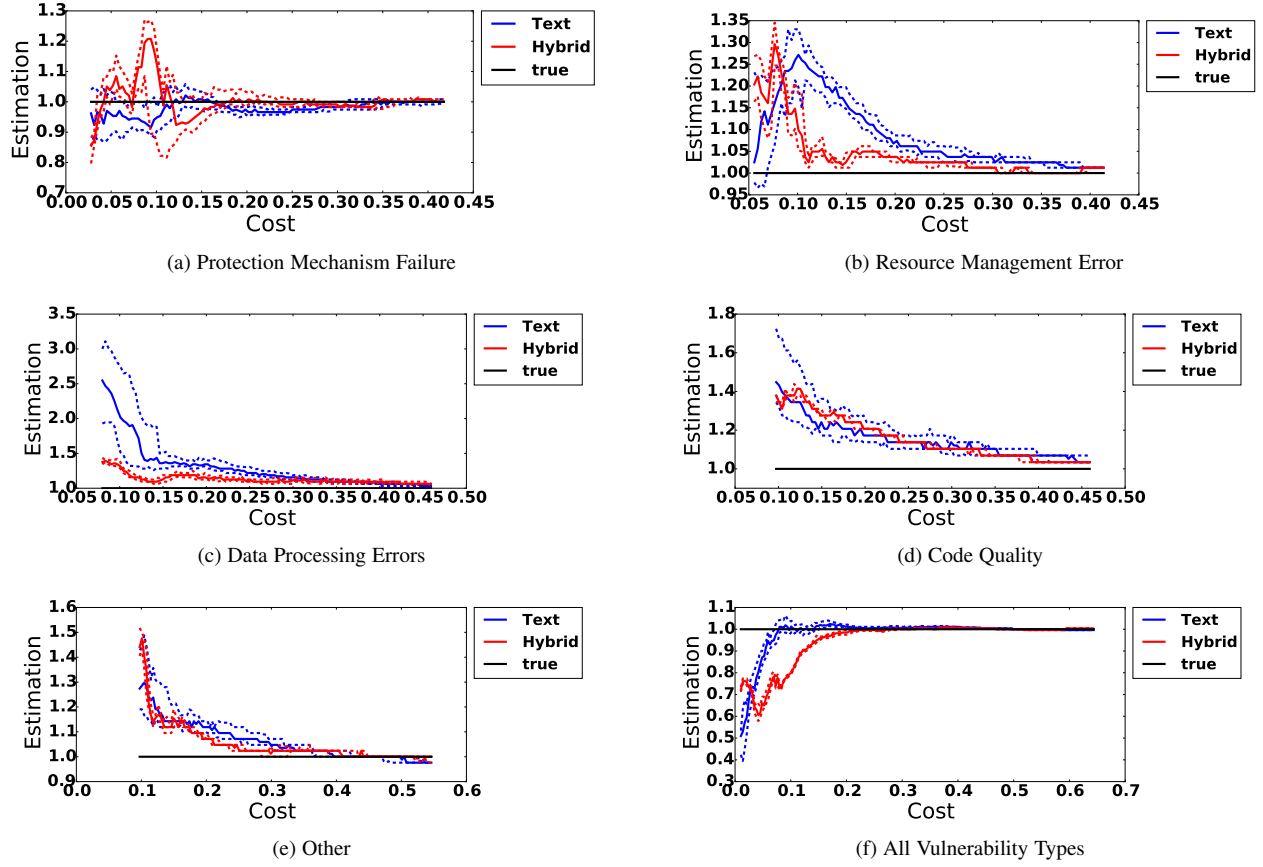 1.3
1.2
1.1
1.0
0.9
0.8
0.7
Estimation
0.00 0.05 0.10 0.15 0.20 0.25 0.30 0.35 0.40 0.45
Cost
Text
Hybrid
true
(a) Protection Mechanism Failure
1.35
1.30
1.25
1.20
1.15
1.10
1.05
1.00
0.95
Estimation
0.05 0.10 0.15 0.20 0.25 0.30 0.35 0.40 0.45
Cost
Text
Hybrid
true
(b) Resource Management Error
3.5
3.0
2.5
2.0
1.5
1.0
Estimation
0.05 0.10 0.15 0.20 0.25 0.30 0.35 0.40 0.45 0.50
Cost
Text
Hybrid
true
(c) Data Processing Errors
1.8
1.6
1.4
1.2
1.0
Estimation
0.05 0.10 0.15 0.20 0.25 0.30 0.35 0.40 0.45 0.50
Cost
Text
Hybrid
true
(d) Code Quality
1.6
1.5
1.4
1.3
1.2
1.1
1.0
0.9
Estimation
0.0 0.1 0.2 0.3 0.4 0.5 0.6
Cost
Text
Hybrid
true
(e) Other
1.1
1.0
0.9
0.8
0.7
0.6
0.5
0.4
0.3
Estimation
0.0 0.1 0.2 0.3 0.4 0.5 0.6 0.7
Cost
Text
Hybrid
true
(f) All Vulnerability Types